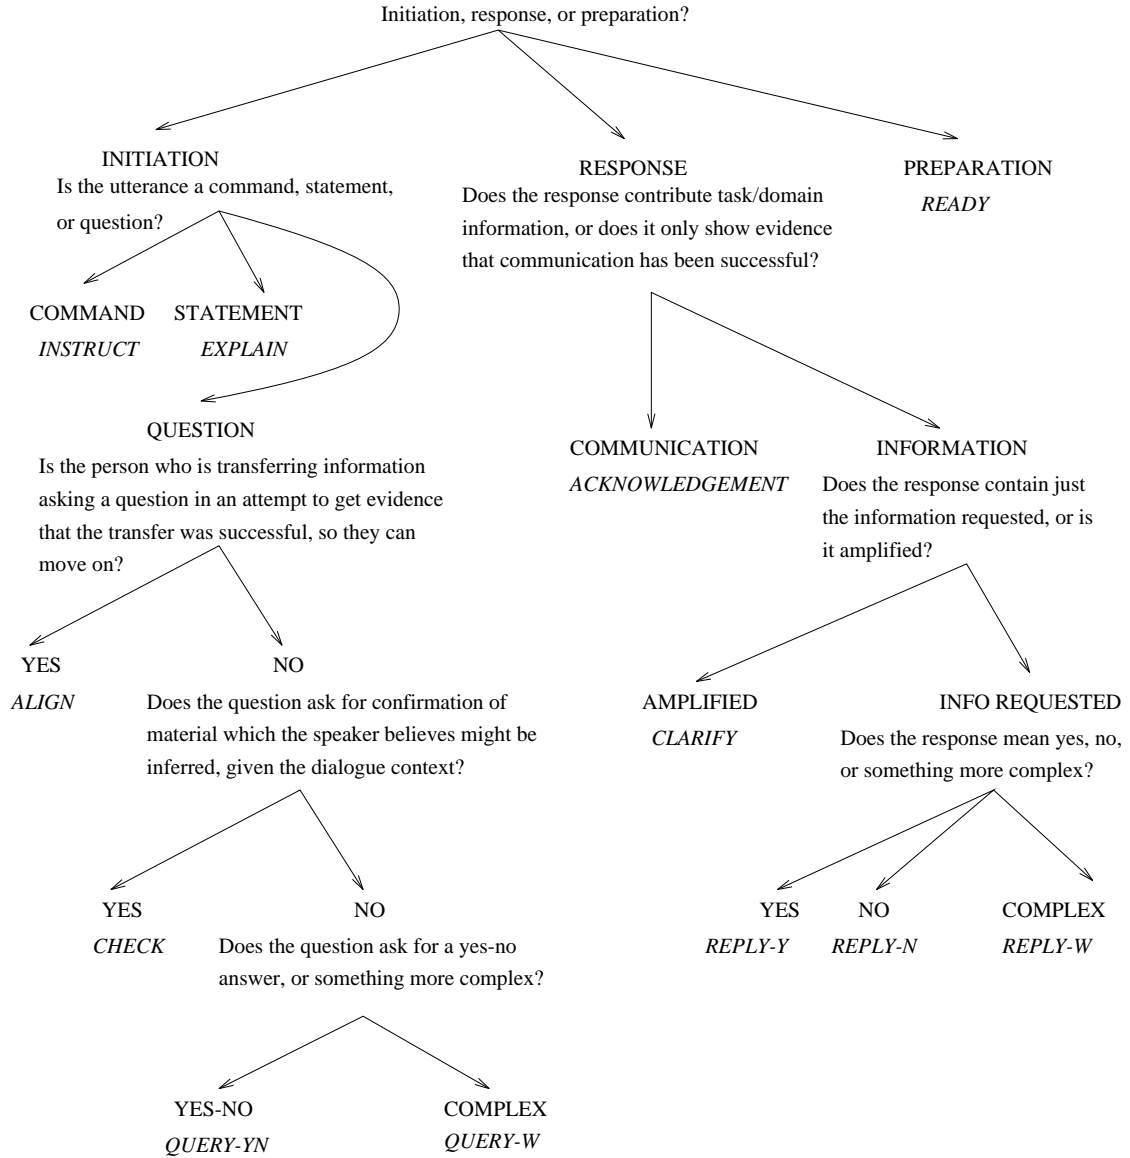 Initiation, response, or preparation?
INITIATION
Is the utterance a command, statement,
or question?
COMMAND
INSTRUCT
STATEMENT
EXPLAIN
QUESTION
Is the person who is transferring information
asking a question in an attempt to get evidence
that the transfer was successful, so they can
move on?
YES
ALIGN
NO
Does the question ask for confirmation of
material which the speaker believes might be
inferred, given the dialogue context?
YES
CHECK
NO
Does the question ask for a yes-no
answer, or something more complex?
YES-NO
QUERY-YN
COMPLEX
QUERY-W
RESPONSE
Does the response contribute task/domain
information, or does it only show evidence
that communication has been successful?
COMMUNICATION
ACKNOWLEDGEMENT
INFORMATION
Does the response contain just
the information requested, or is
it amplified?
AMPLIFIED
CLARIFY
INFO REQUESTED
Does the response mean yes, no,
or something more complex?
YES
REPLY-Y
NO
REPLY-N
COMPLEX
REPLY-W
PREPARATION
READY